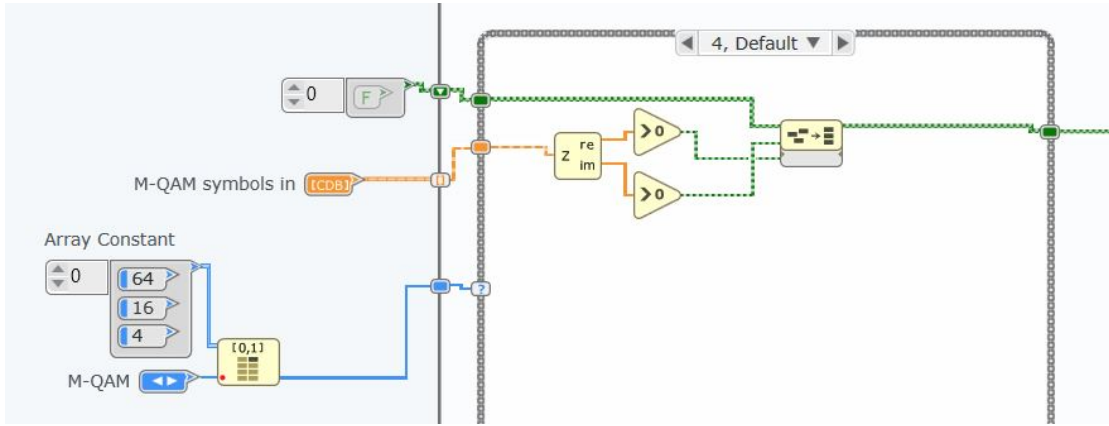 4, Default
0
F
> 0
re
z
im
M-QAM symbols in
[CDB]
[]
> 0
Array Constant
0
64
?
16
4
[0,1]
M-QAM